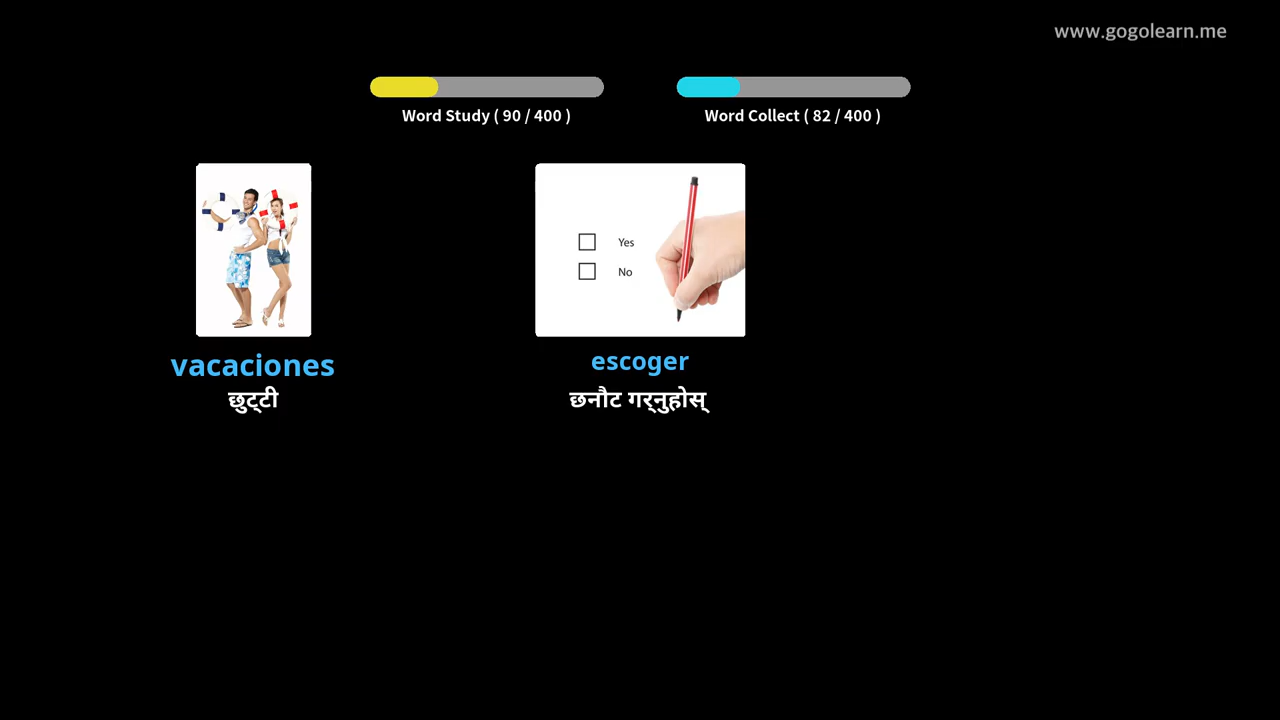 www.gogolearn.me
Word Study ( 90 / 400 )
Word Collect ( 82 / 400 )
Yes
No
vacaciones
छुट्टी
escoger
छनौट गर्नुहोस्